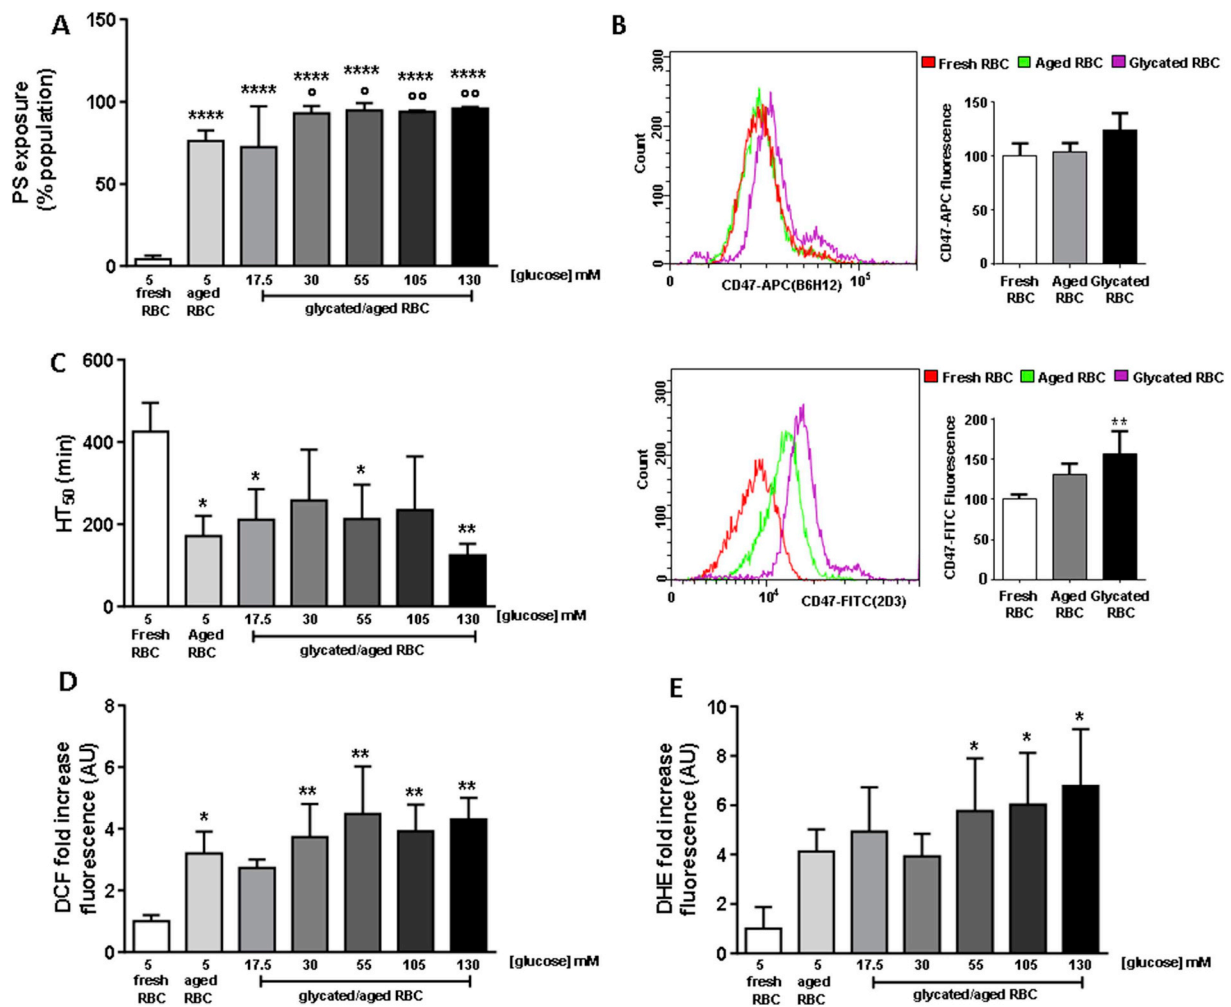 A
PS exposure
(% population)
150
100
50
0
****
****
****
****
****
****
° 
°
°°
°°
5
5
17.5
30
55
105
130
[glucose] mM
fresh
RBC
aged
RBC
glycated/aged RBC
B
Fresh RBC
Aged RBC
Glycated RBC
Count
300
200
100
0
0
10⁴
10⁵
CD47-APC(B6H12)
CD47-APC fluorescence
150
100
50
Fresh
RBC
Aged
RBC
Glycated
RBC
Fresh RBC
Aged RBC
Glycated RBC
Count
300
200
100
0
0
10⁴
CD47-FITC(2D3)
CD47-FITC Fluorescence
200
150
100
50
0
**
Fresh
RBC
Aged
RBC
Glycated
RBC
C
HT50 (min)
600
400
200
0
*
*
*
**
5
5
17.5
30
55
105
130
[glucose] mM
Fresh
RBC
Aged
RBC
glycated/aged RBC
D
DCF fold increase
fluorescence (AU)
8
6
4
2
0
*
**
**
**
**
5
5
17.5
30
55
105
130
[glucose] mM
fresh
RBC
aged
RBC
glycated/aged RBC
E
DHE fold increase
fluorescence (AU)
10
8
6
4
2
0
*
*
*
5
5
17.5
30
55
105
130
[glucose] mM
fresh
RBC
aged
RBC
glycated/aged RBC